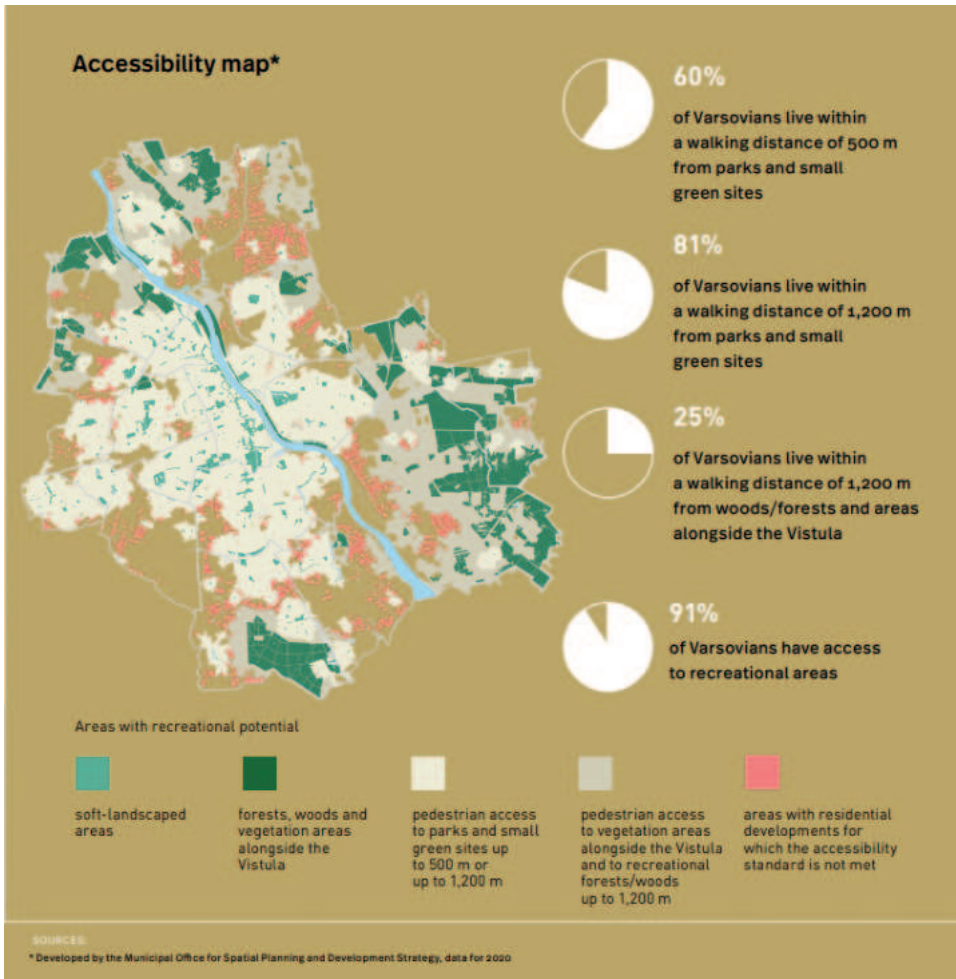 Accessibility map*
60%
of Varsovians live within
a walking distance of 500 m
from parks and small
green sites
81%
of Varsovians live within
a walking distance of 1,200 m
from parks and small
green sites
25%
of Varsovians live within
a walking distance of 1,200 m
from woods/forests and areas
alongside the Vistula
91%
of Varsovians have access
to recreational areas
Areas with recreational potential
soft-landscaped
areas
forests, woods and
vegetation areas
alongside the
Vistula
pedestrian access
to parks and small
green sites up
to 500 m or
up to 1,200 m
pedestrian access
to vegetation areas
alongside the Vistula
and to recreational
forests/woods
up to 1,200 m
areas with residential
developments for
which the accessibility
standard is not met
SOURCES:
* Developed by the Municipal Office for Spatial Planning and Development Strategy, data for 2020